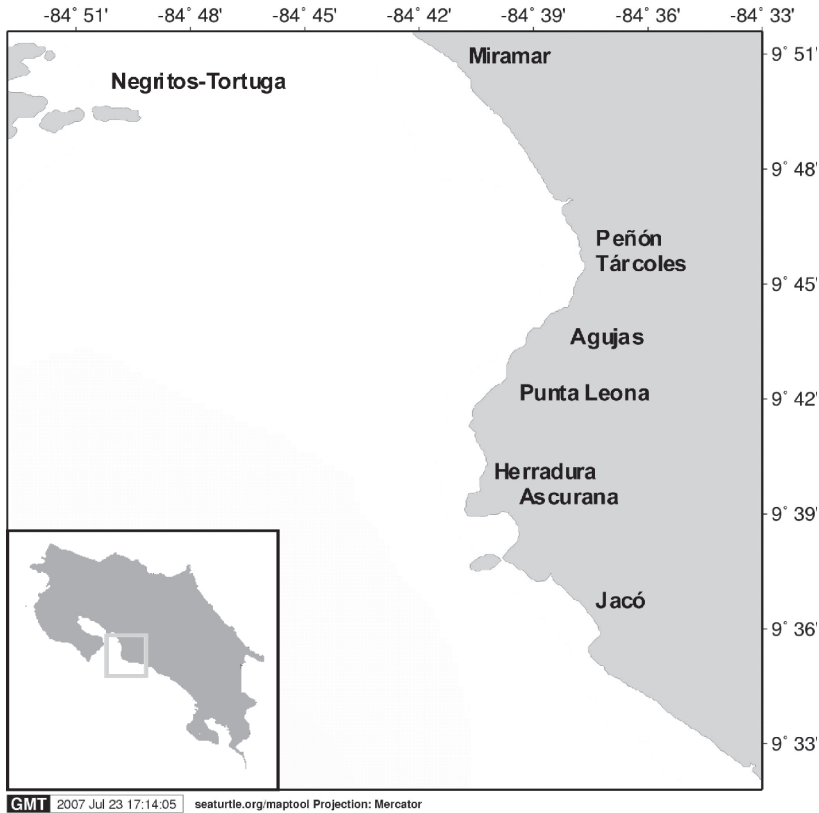 -84° 51' -84° 48' -84° 45' -84° 42' -84° 39' -84° 36' -84° 33'
9° 51'
Miramar
Negritos-Tortuga
9° 48'
Peñón
Tárcoles
9° 45'
Agujas
9° 42'
Punta Leona
Herradura
Ascurana
9° 39'
Jacó
9° 36'
9° 33'
GMT 2007 Jul 23 17:14:05 seaturtle.org/maptool Projection: Mercator